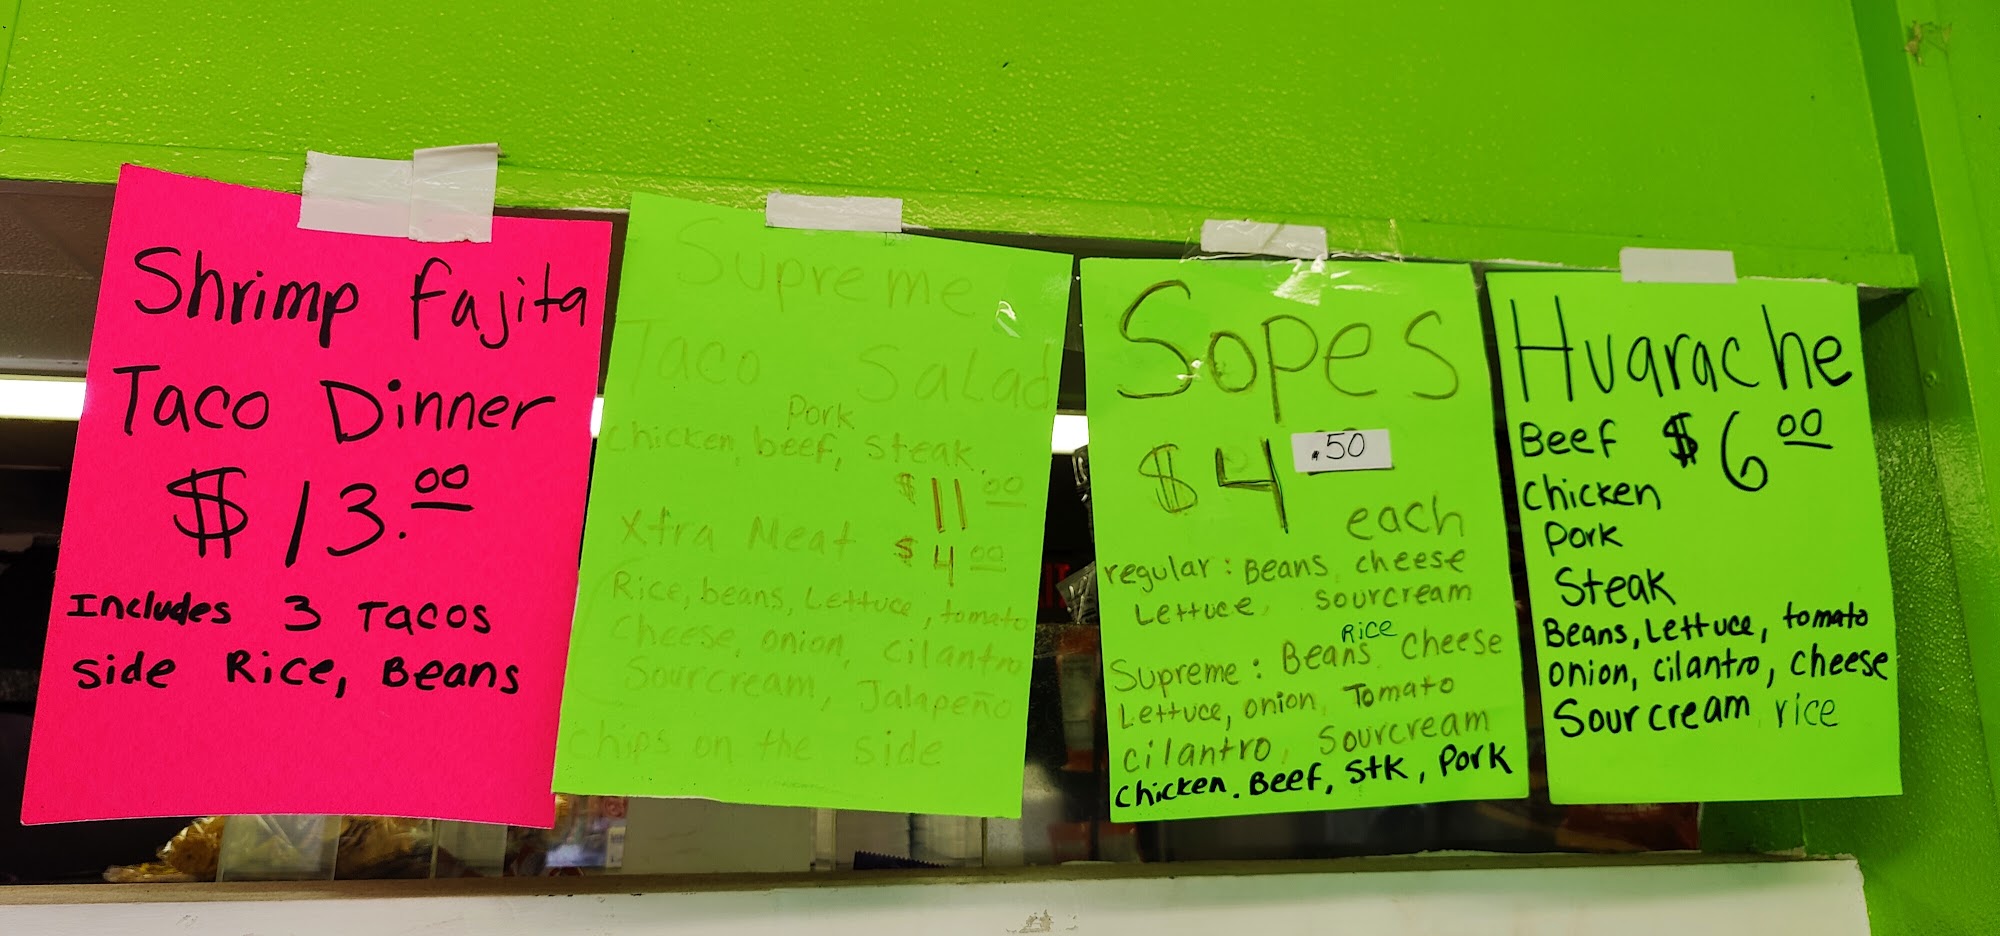 Shrimp Fajita
Taco Dinner
$13.00
Includes 3 Tacos
side Rice, Beans
Supreme
Taco Salad
Pork
Chicken, beef, steak,
$11 00
Xtra Meat $4 00
Rice, beans, Lettuce, tomato
Cheese, onion, cilantro
Sourcream, Jalapeño
chips on the side
Sopes
$4 .50
each
regular: Beans, cheese
Lettuce, sourcream
Rice
Supreme: Beans, Cheese
Lettuce, onion, Tomato
cilantro, Sourcream
Chicken. Beef, Stk, Pork
Huarache
Beef $6 00
Chicken
Pork
Steak
Beans, Lettuce, tomato
onion, cilantro, cheese
Sour cream, rice